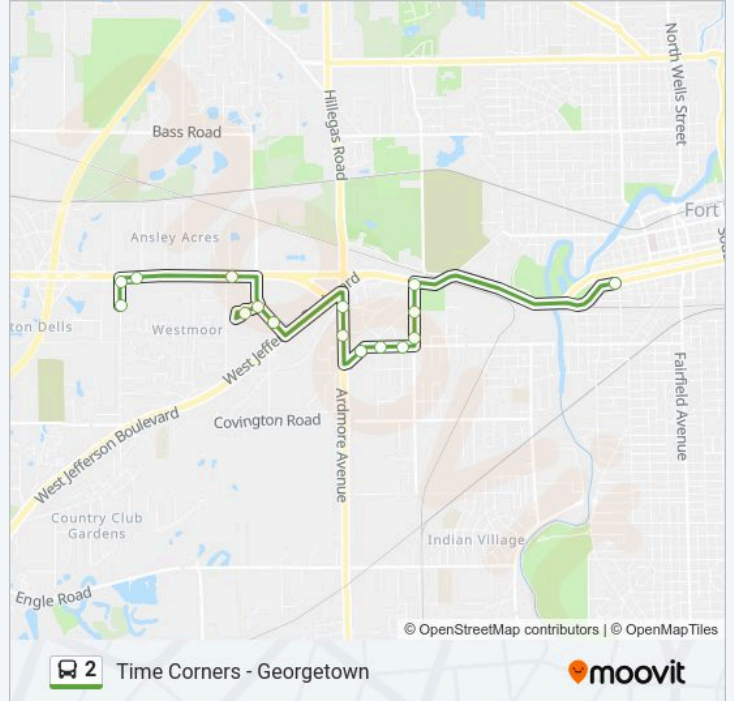 North Wells Street
Bass Road
Hillegas Road
Fort
Ansley Acres
ton Dells
Westmoor
West Jeffe
rd
West Jefferson Boulevard
Covington Road
Ardmore Avenue
Fairfield Avenue
Country Club
Gardens
Indian Village
Engle Road
© OpenStreetMap contributors | © OpenMapTiles
2 Time Corners - Georgetown
moovit